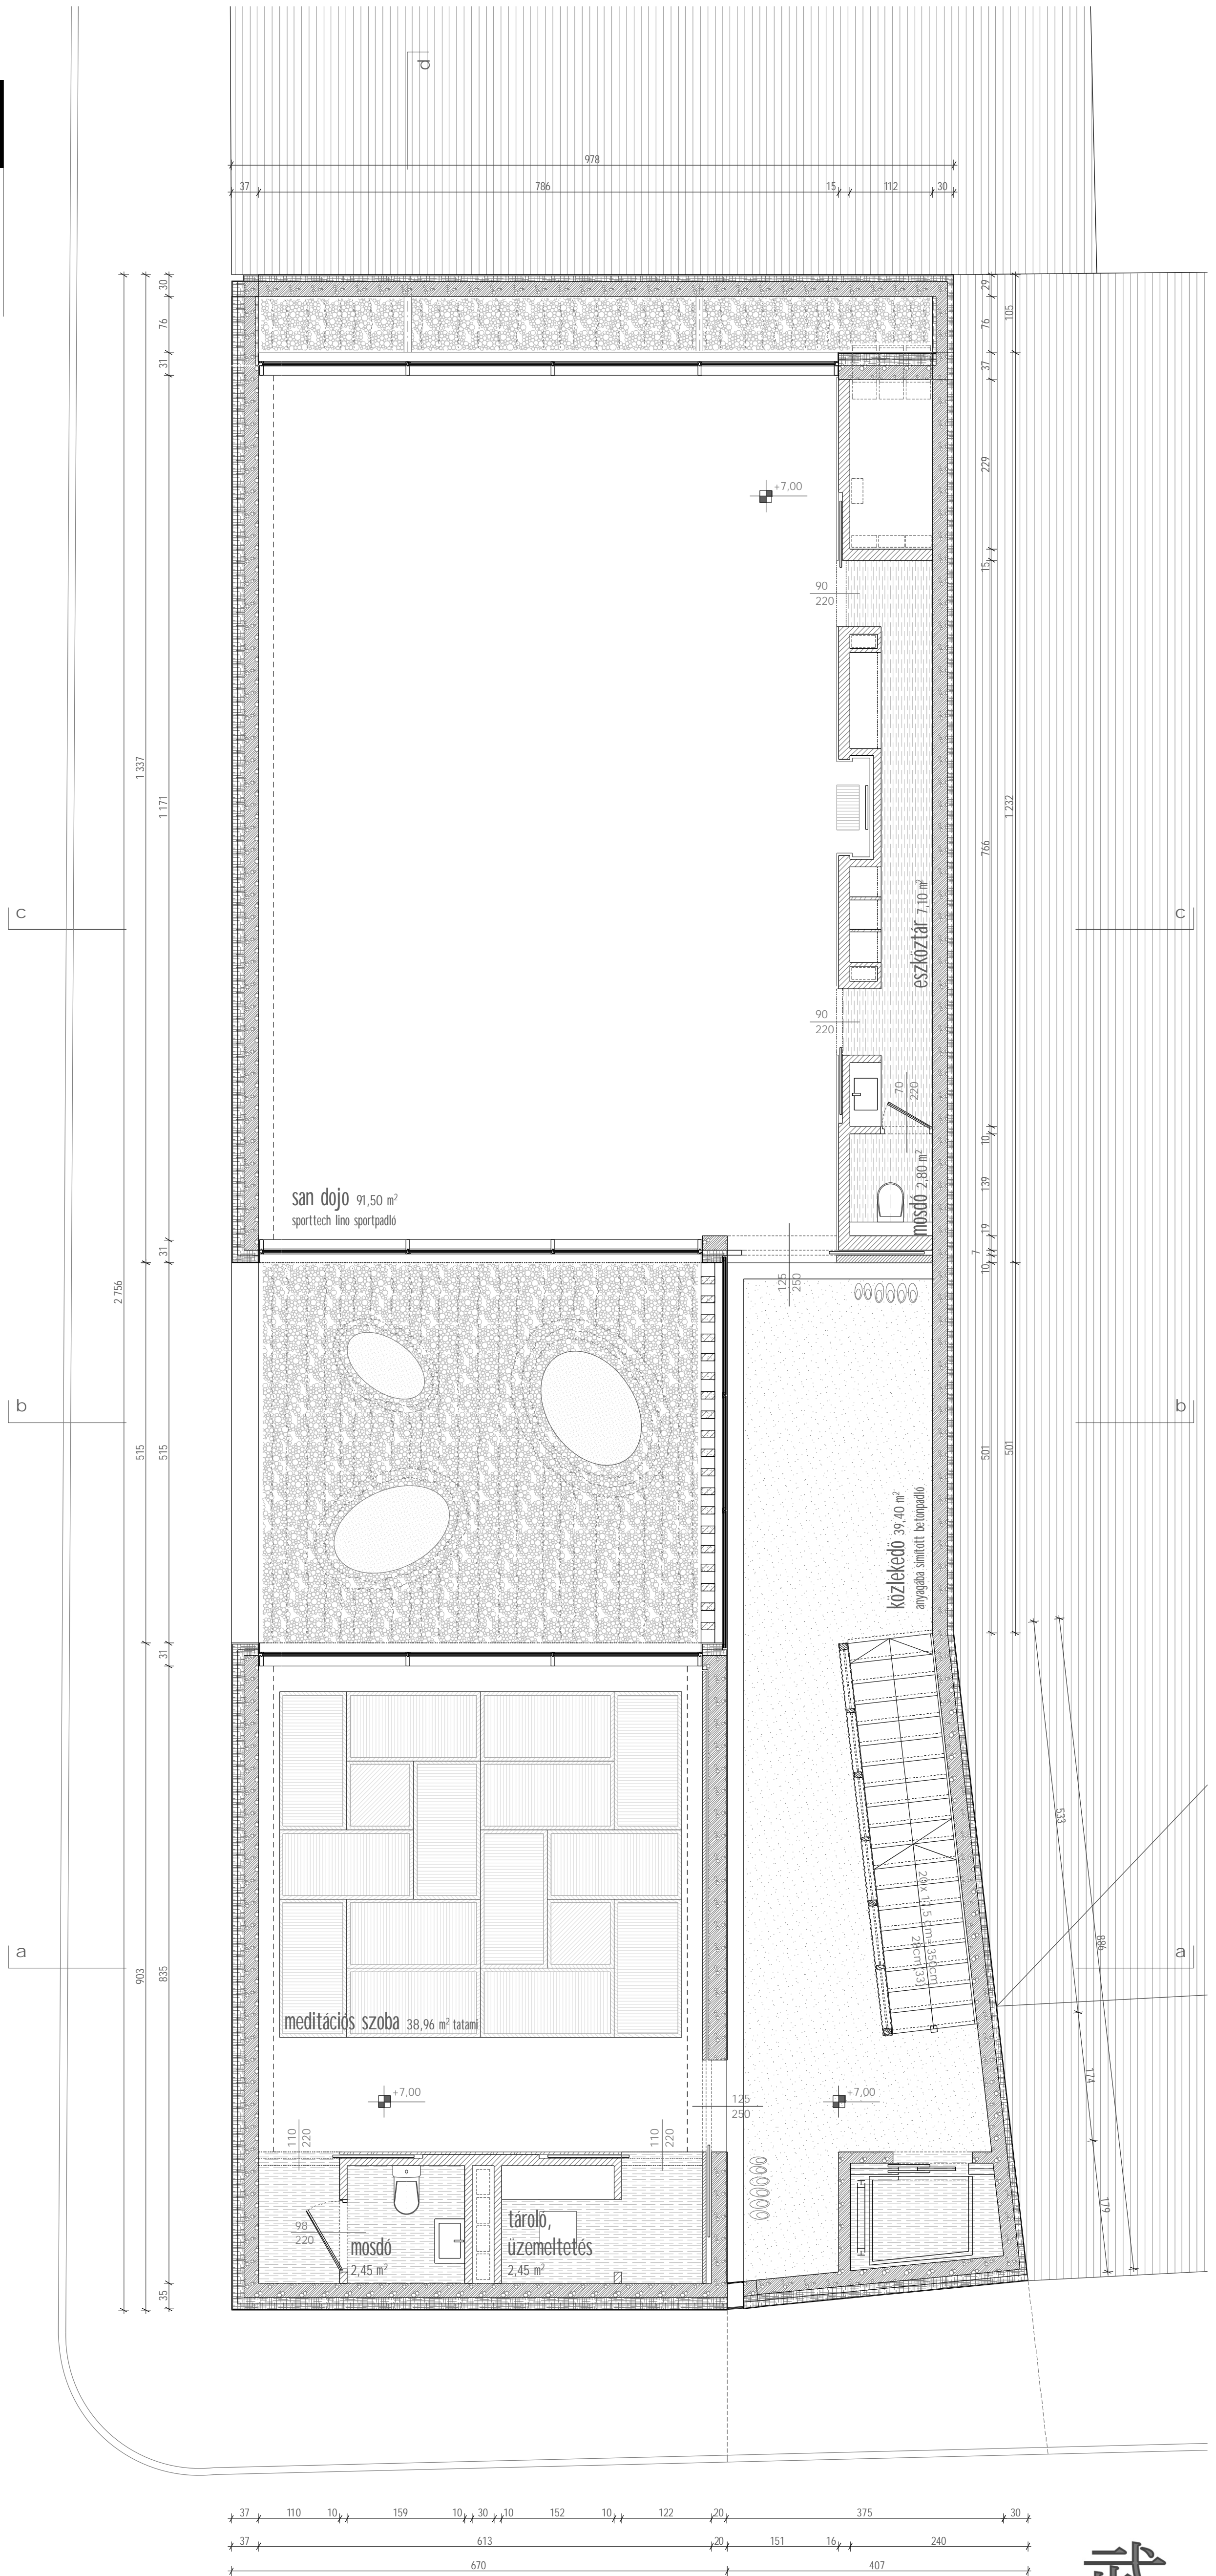 d
978
37 786 15 112 30
30
76
31
29
76
105
37
229
+7,00
15
90
220
1 337
1 171
1 232
766
c
c
eszköztár 7,10 m²
90
220
70
220
10
139
mosdó 2,80 m²
san dojo 91,50 m²
sporttech lino sportpadló
19
7
10
31
2 756
125
250
b
b
515
515
501
501
közlekedő 39,40 m²
anyagába simított betonpadló
31
533
886
a
a
903
835
meditációs szoba 38,96 m² tatami
174
+7,00
125
250
+7,00
110
220
110
220
179
98
220
mosdó
2,45 m²
tároló,
üzemeltetés
2,45 m²
35
37 110 10 159 10 30 10 152 10 122 20 375 30
37 613 20 151 16 240
670 407
武